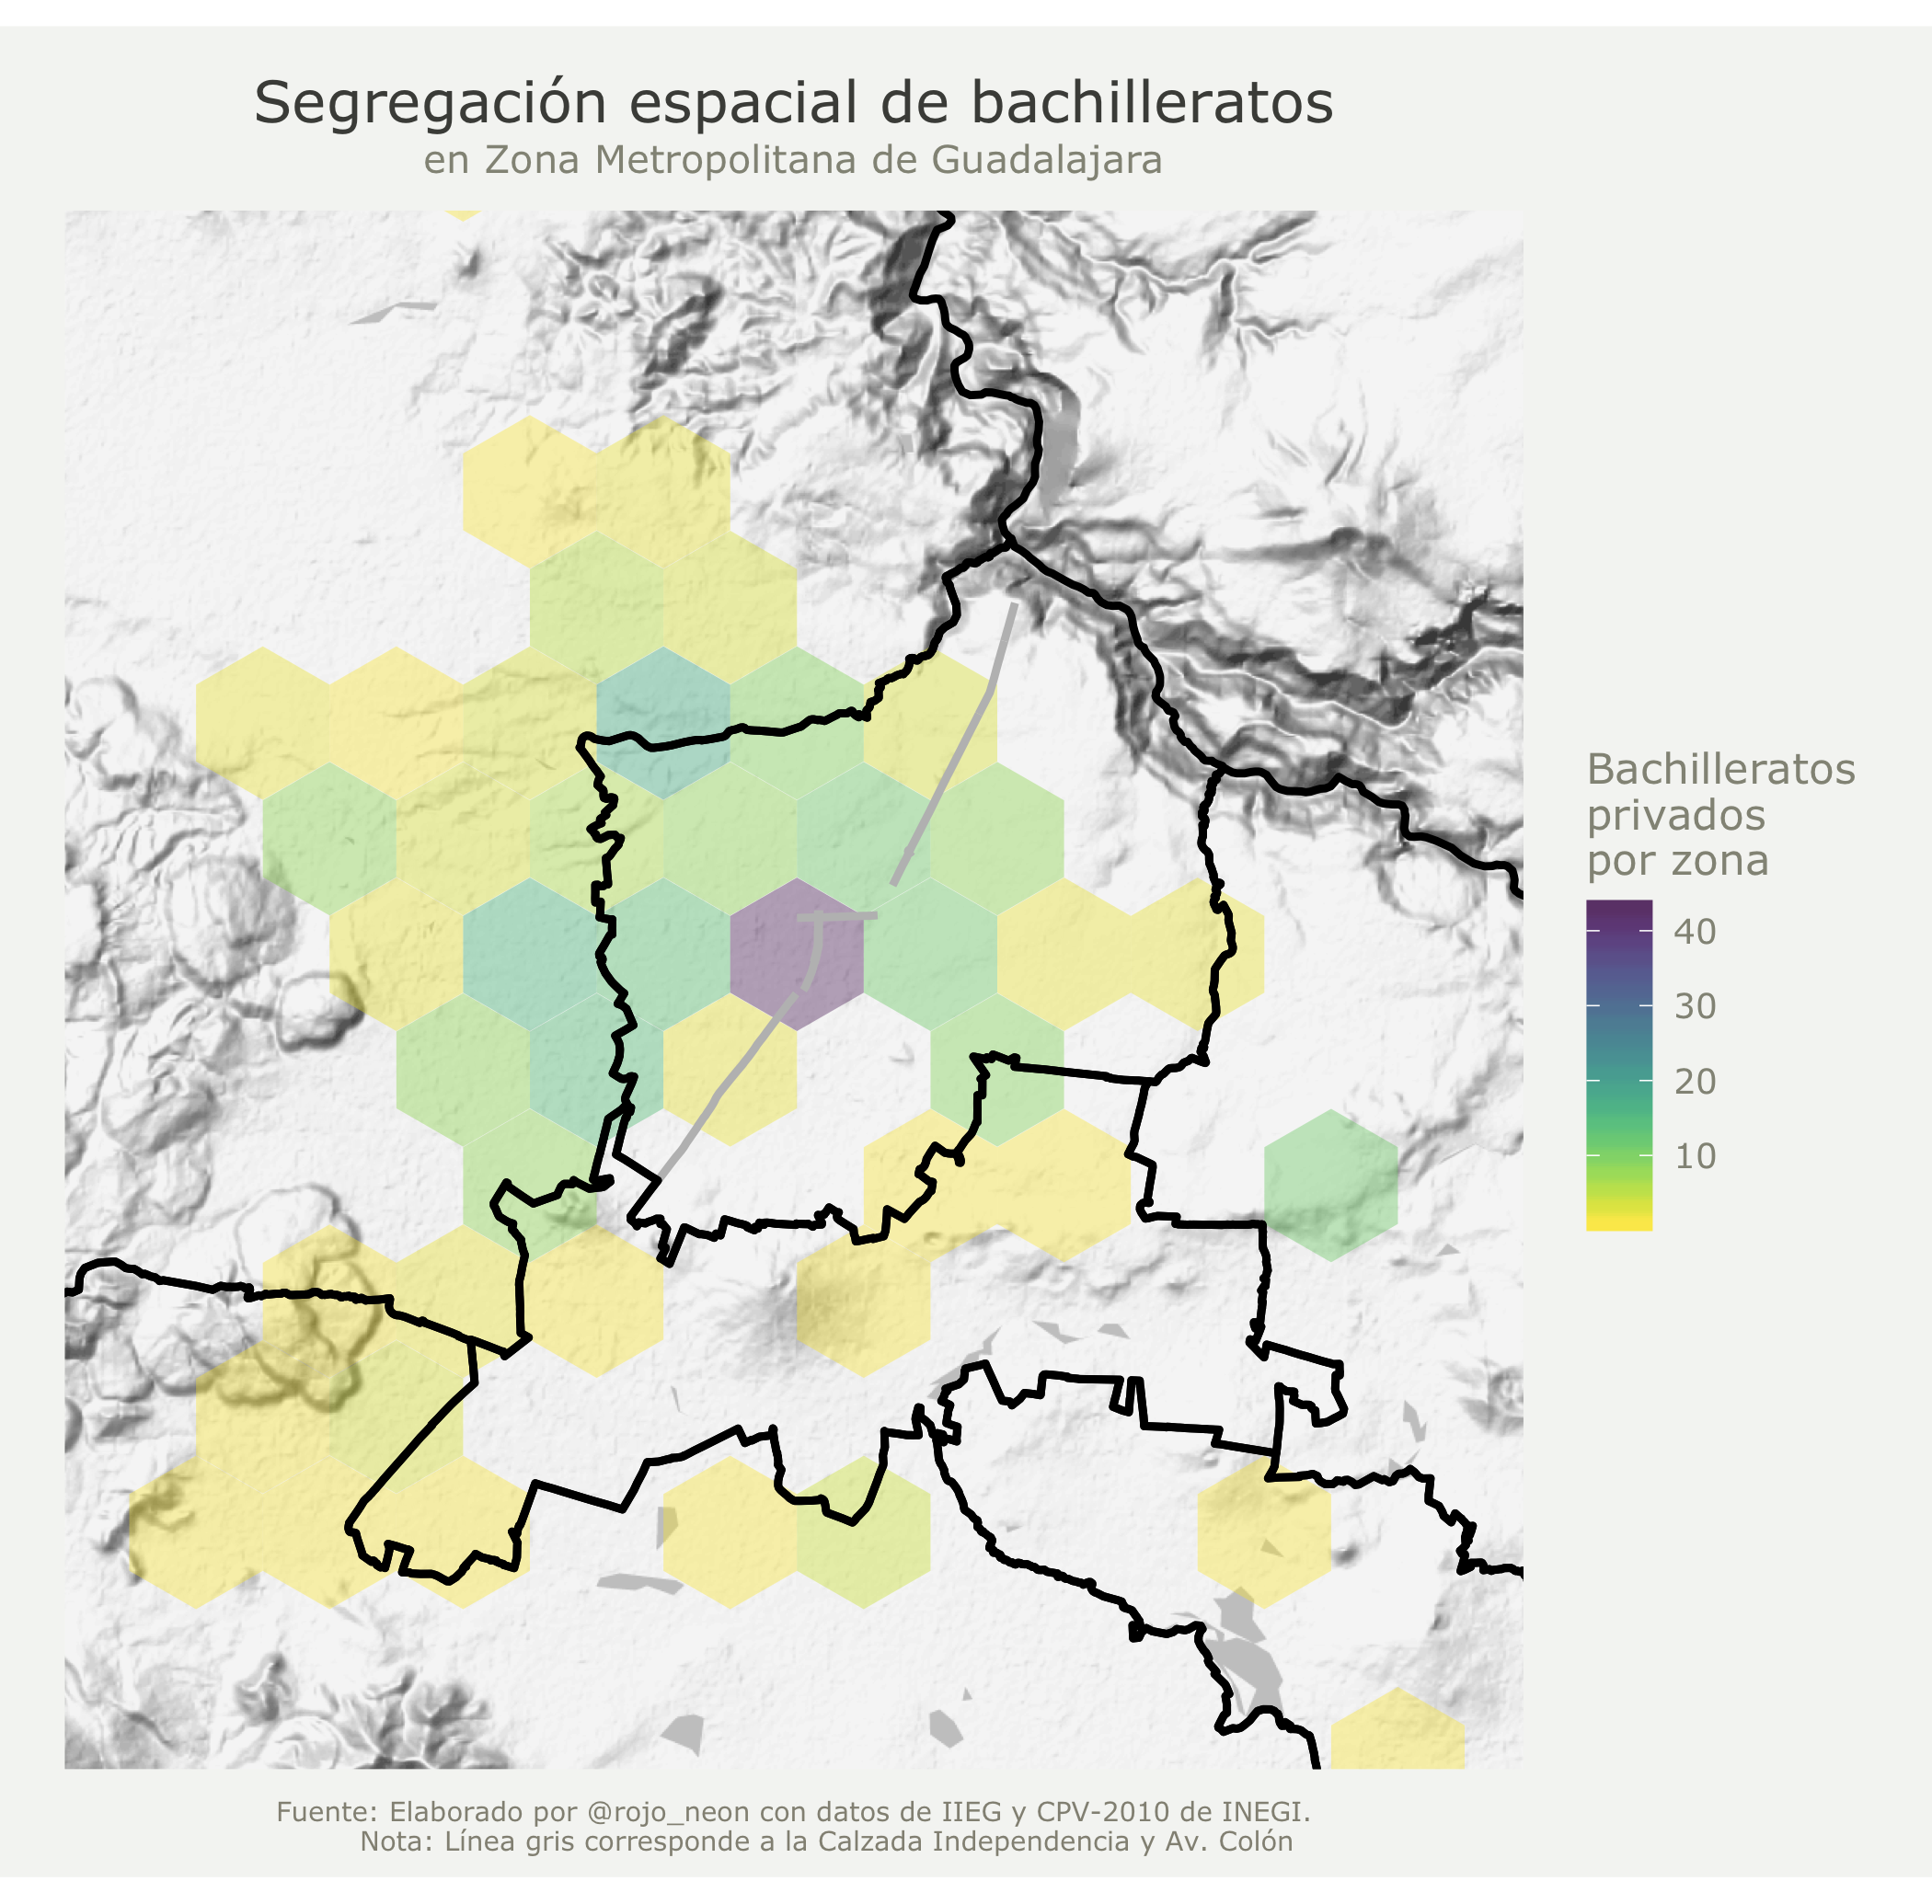 Segregación espacial de bachilleratos
en Zona Metropolitana de Guadalajara
Bachilleratos
privados
por zona
40
30
20
10
Fuente: Elaborado por @rojo_neon con datos de IIEG y CPV-2010 de INEGI.
Nota: Línea gris corresponde a la Calzada Independencia y Av. Colón